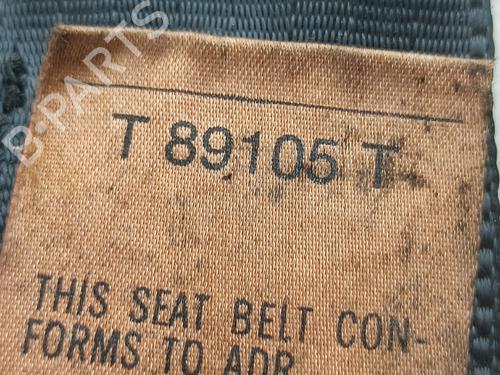 B-PARTS
T 89105 T
THIS SEAT BELT CON-
FORMS TO ADR